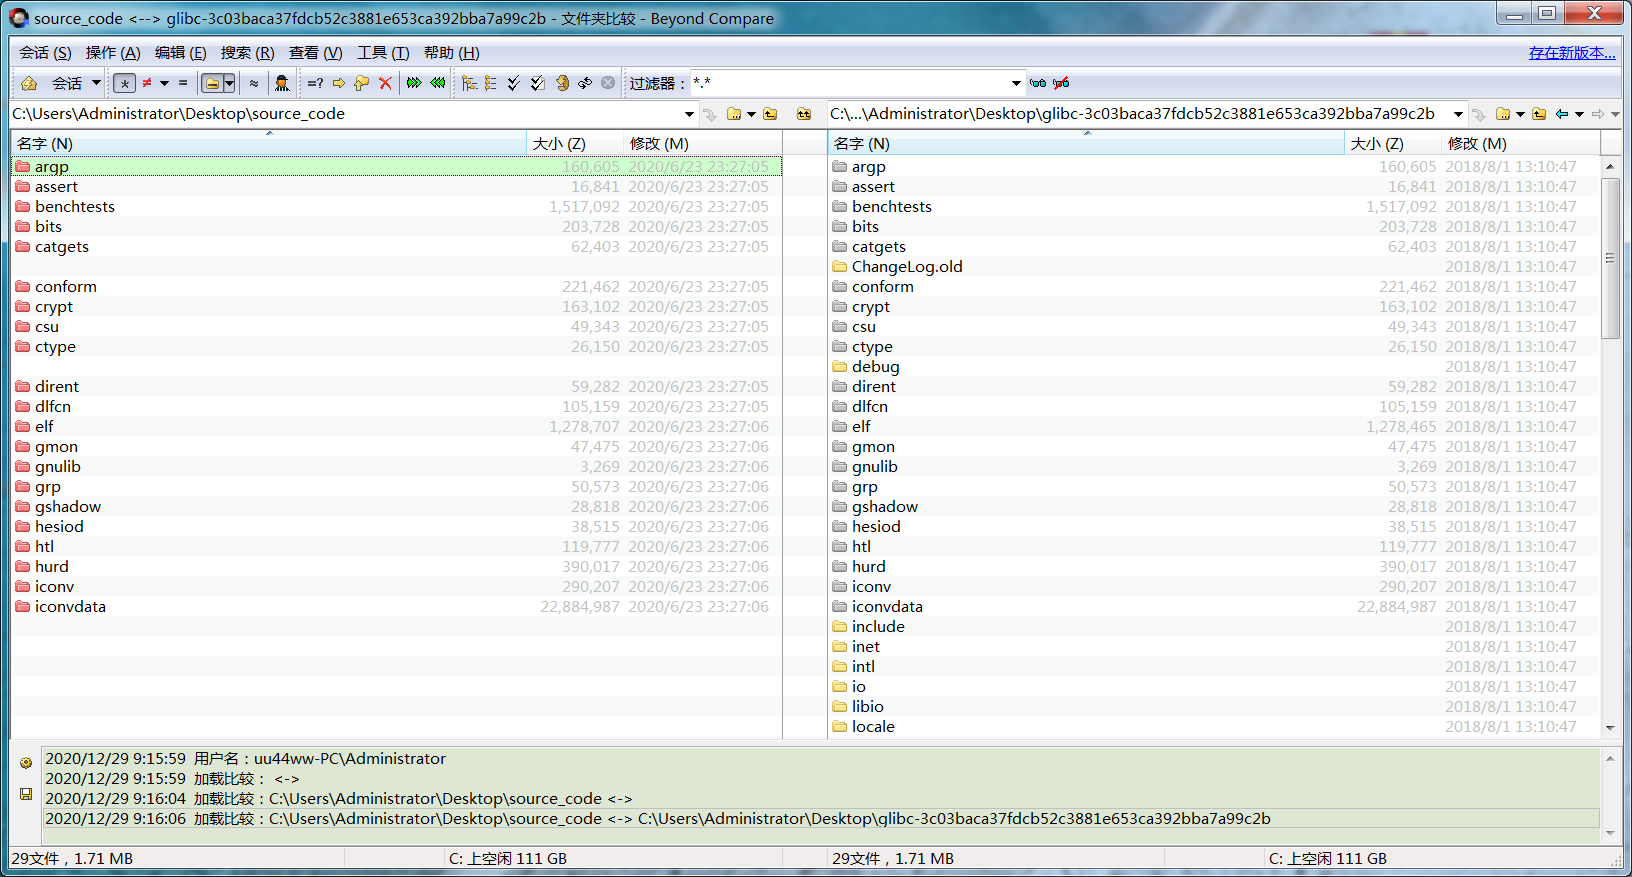 source_code <--> glibc-3c03baca37fdcb52c3881e653ca392bba7a99c2b - 文件夹比较 - Beyond Compare
会话 (S) 操作 (A) 编辑 (E) 搜索 (R) 查看 (V) 工具 (T) 帮助 (H) 存在新版本...
会话 * ≠ = ≈ =? 过滤器： *.*
C:\Users\Administrator\Desktop\source_code C:\...\Administrator\Desktop\glibc-3c03baca37fdcb52c3881e653ca392bba7a99c2b
名字 (N) 大小 (Z) 修改 (M) 名字 (N) 大小 (Z) 修改 (M)
argp 160,605 2020/6/23 23:27:05 argp 160,605 2018/8/1 13:10:47
assert 16,841 2020/6/23 23:27:05 assert 16,841 2018/8/1 13:10:47
benchtests 1,517,092 2020/6/23 23:27:05 benchtests 1,517,092 2018/8/1 13:10:47
bits 203,728 2020/6/23 23:27:05 bits 203,728 2018/8/1 13:10:47
catgets 62,403 2020/6/23 23:27:05 catgets 62,403 2018/8/1 13:10:47
ChangeLog.old 2018/8/1 13:10:47
conform 221,462 2020/6/23 23:27:05 conform 221,462 2018/8/1 13:10:47
crypt 163,102 2020/6/23 23:27:05 crypt 163,102 2018/8/1 13:10:47
csu 49,343 2020/6/23 23:27:05 csu 49,343 2018/8/1 13:10:47
ctype 26,150 2020/6/23 23:27:05 ctype 26,150 2018/8/1 13:10:47
debug 2018/8/1 13:10:47
dirent 59,282 2020/6/23 23:27:05 dirent 59,282 2018/8/1 13:10:47
dlfcn 105,159 2020/6/23 23:27:05 dlfcn 105,159 2018/8/1 13:10:47
elf 1,278,707 2020/6/23 23:27:06 elf 1,278,465 2018/8/1 13:10:47
gmon 47,475 2020/6/23 23:27:06 gmon 47,475 2018/8/1 13:10:47
gnulib 3,269 2020/6/23 23:27:06 gnulib 3,269 2018/8/1 13:10:47
grp 50,573 2020/6/23 23:27:06 grp 50,573 2018/8/1 13:10:47
gshadow 28,818 2020/6/23 23:27:06 gshadow 28,818 2018/8/1 13:10:47
hesiod 38,515 2020/6/23 23:27:06 hesiod 38,515 2018/8/1 13:10:47
htl 119,777 2020/6/23 23:27:06 htl 119,777 2018/8/1 13:10:47
hurd 390,017 2020/6/23 23:27:06 hurd 390,017 2018/8/1 13:10:47
iconv 290,207 2020/6/23 23:27:06 iconv 290,207 2018/8/1 13:10:47
iconvdata 22,884,987 2020/6/23 23:27:06 iconvdata 22,884,987 2018/8/1 13:10:47
include 2018/8/1 13:10:47
inet 2018/8/1 13:10:47
intl 2018/8/1 13:10:47
io 2018/8/1 13:10:47
libio 2018/8/1 13:10:47
locale 2018/8/1 13:10:47
2020/12/29 9:15:59 用户名：uu44ww-PC\Administrator
2020/12/29 9:15:59 加载比较： <->
2020/12/29 9:16:04 加载比较：C:\Users\Administrator\Desktop\source_code <->
2020/12/29 9:16:06 加载比较：C:\Users\Administrator\Desktop\source_code <-> C:\Users\Administrator\Desktop\glibc-3c03baca37fdcb52c3881e653ca392bba7a99c2b
29文件，1.71 MB C: 上空闲 111 GB 29文件，1.71 MB C: 上空闲 111 GB